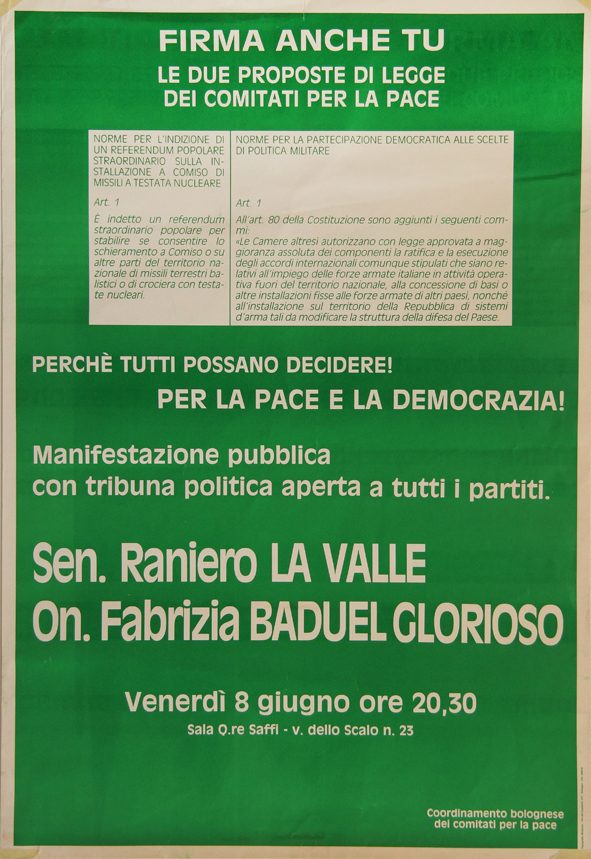 FIRMA ANCHE TU
LE DUE PROPOSTE DI LEGGE
DEI COMITATI PER LA PACE
NORME PER L'INDIZIONE DI
UN REFERENDUM POPOLARE
STRAORDINARIO SULLA IN-
STALLAZIONE A COMISO DI
MISSILI A TESTATA NUCLEARE
Art. 1
È indetto un referendum
straordinario popolare per
stabilire se consentire lo
schieramento a Comiso o su
altre parti del territorio na-
zionale di missili terrestri ba-
listici o di crociera con testa-
te nucleari.
NORME PER LA PARTECIPAZIONE DEMOCRATICA ALLE SCELTE
DI POLITICA MILITARE
Art. 1
All'art. 80 della Costituzione sono aggiunti i seguenti com-
mi:
«Le Camere altresì autorizzano con legge approvata a mag-
gioranza assoluta dei componenti la ratifica e la esecuzione
degli accordi internazionali comunque stipulati che siano re-
lativi all'impiego delle forze armate italiane in attività opera-
tiva fuori del territorio nazionale, alla concessione di basi o
altre installazioni fisse alle forze armate di altri paesi, nonché
all'installazione sul territorio della Repubblica di sistemi
d'arma tali da modificare la struttura della difesa del Paese.
PERCHÈ TUTTI POSSANO DECIDERE!
PER LA PACE E LA DEMOCRAZIA!
Manifestazione pubblica
con tribuna politica aperta a tutti i partiti.
Sen. Raniero LA VALLE
On. Fabrizia BADUEL GLORIOSO
Venerdì 8 giugno ore 20,30
Sala Q.re Saffi - v. dello Scalo n. 23
Coordinamento bolognese
dei comitati per la pace